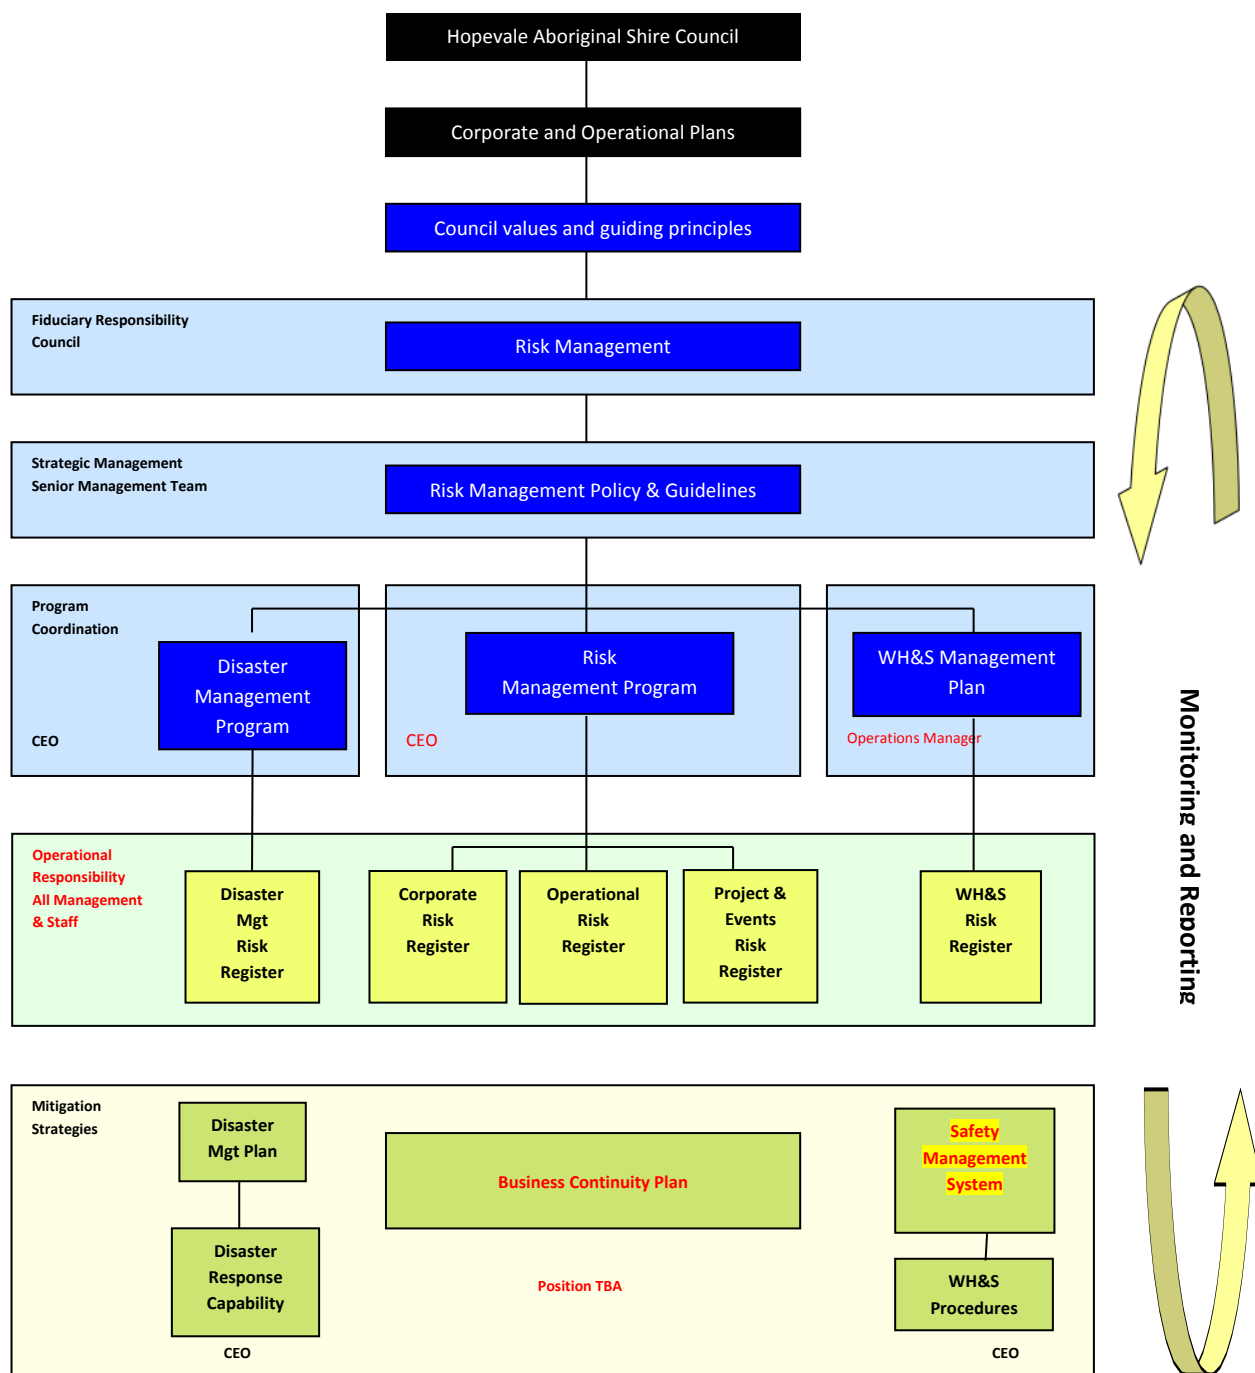 Hopevale Aboriginal Shire Council
Corporate and Operational Plans
Council values and guiding principles
Fiduciary Responsibility
Council
Risk Management
Strategic Management
Senior Management Team
Risk Management Policy & Guidelines
Program
Coordination
CEO
Disaster
Management
Program
Risk
Management Program
CEO
WH&S Management
Plan
Operations Manager
Monitoring and Reporting
Operational
Responsibility
All Management
& Staff
Disaster
Mgt
Risk
Register
Corporate
Risk
Register
Operational
Risk
Register
Project &
Events
Risk
Register
WH&S
Risk
Register
Mitigation
Strategies
Disaster
Mgt Plan
Disaster
Response
Capability
CEO
Business Continuity Plan
Position TBA
Safety
Management
System
WH&S
Procedures
CEO